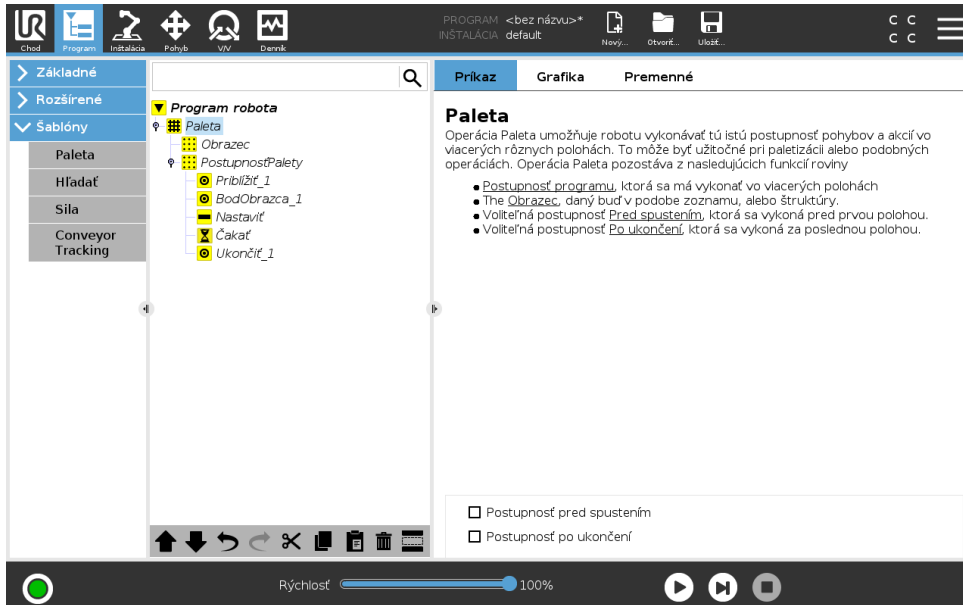 PROGRAM <bez názvu>*
INŠTALÁCIA default
C C
C C
Chod
Program
Inštalácia
Pohyb
V/V
Denník
Nový...
Otvoriť...
Uložiť...
Základné
Rozšírené
Šablóny
Paleta
Hľadať
Sila
Conveyor
Tracking
Program robota
Paleta
Obrazec
PostupnosťPalety
Priblížiť_1
BodObrazca_1
Nastaviť
Čakať
Ukončiť_1
Príkaz
Grafika
Premenné
Paleta
Operácia Paleta umožňuje robotu vykonávať tú istú postupnosť pohybov a akcií vo
viacerých rôznych polohách. To môže byť užitočné pri paletizácii alebo podobných
operáciách. Operácia Paleta pozostáva z nasledujúcich funkcií roviny
Postupnosť programu, ktorá sa má vykonať vo viacerých polohách
The Obrazec, daný buď v podobe zoznamu, alebo štruktúry.
Voliteľná postupnosť Pred spustením, ktorá sa vykoná pred prvou polohou.
Voliteľná postupnosť Po ukončení, ktorá sa vykoná za poslednou polohou.
Postupnosť pred spustením
Postupnosť po ukončení
Rýchlosť
100%